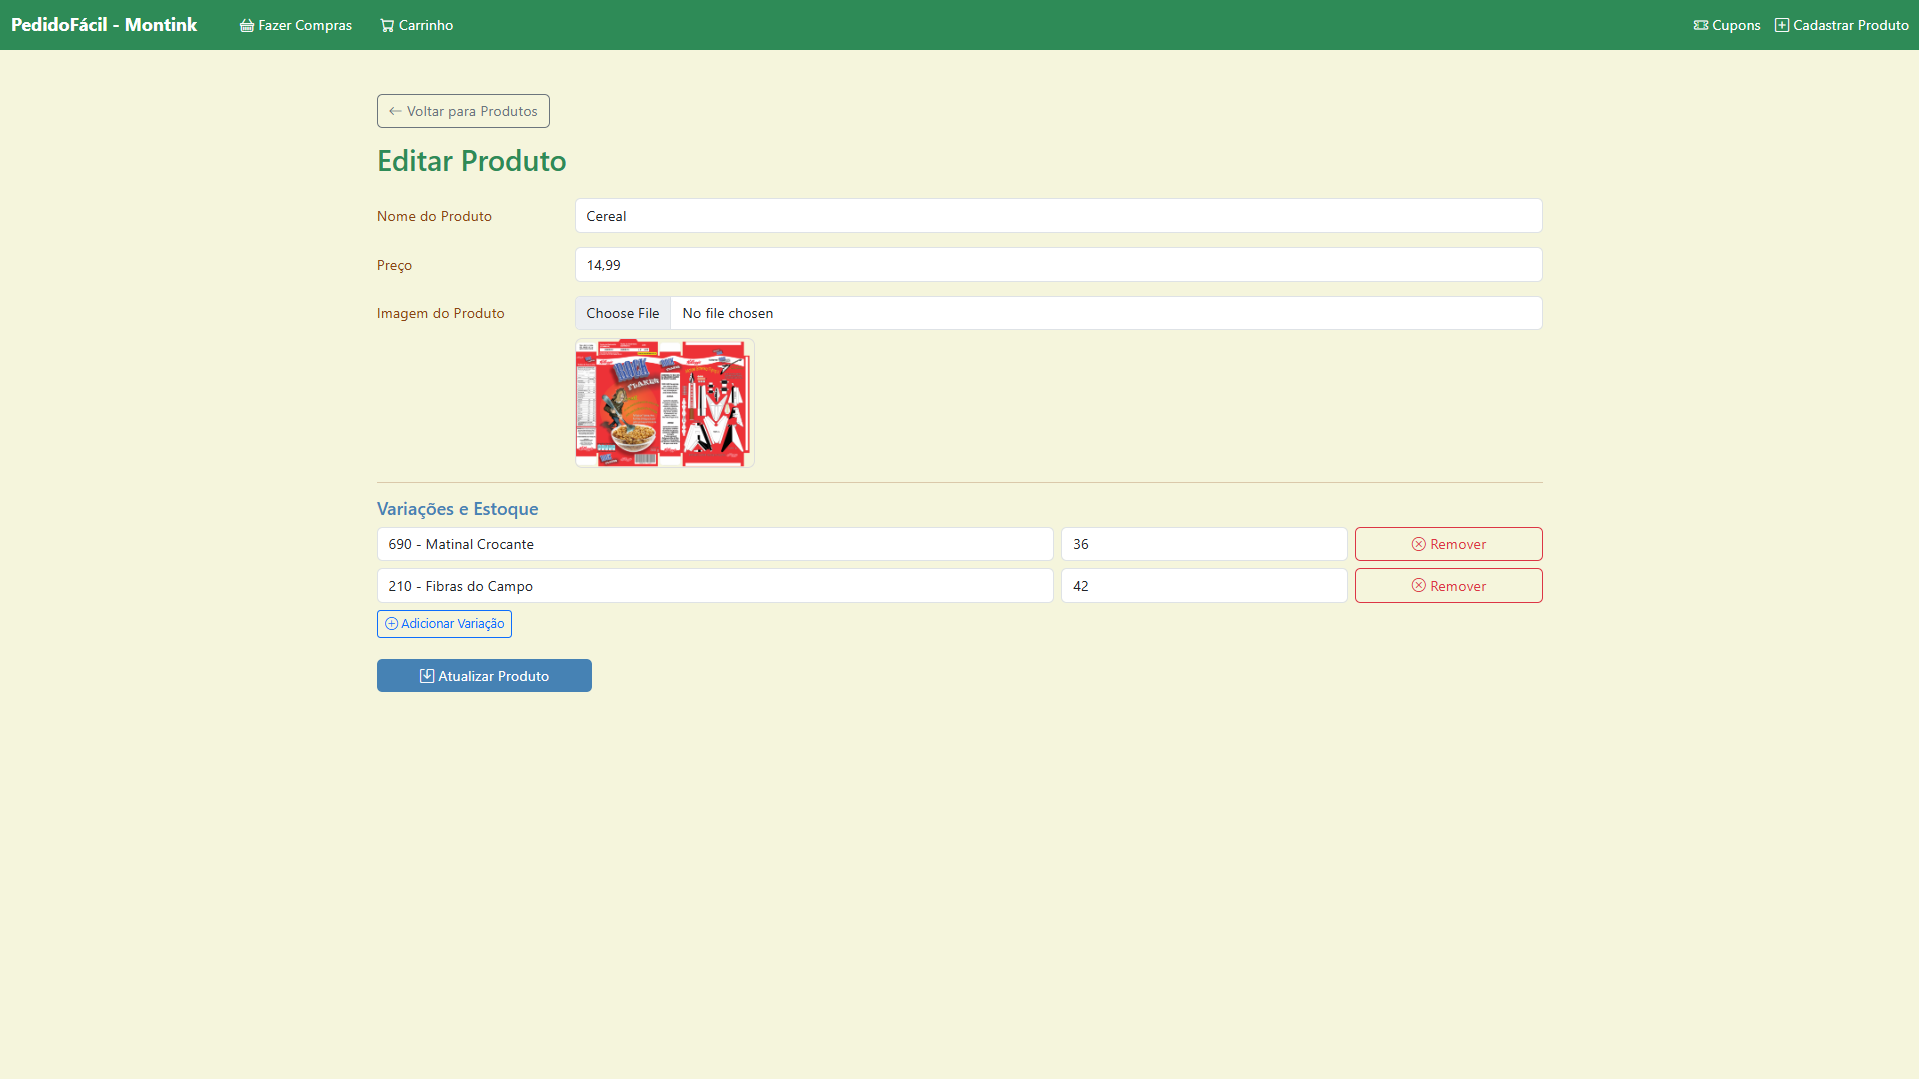 PedidoFácil - Montink Fazer Compras Carrinho Cupons Cadastrar Produto
Voltar para Produtos
Editar Produto
Nome do Produto Cereal
Preço 14,99
Imagem do Produto Choose File No file chosen
ROCK
FLAKES
Variações e Estoque
690 - Matinal Crocante 36 Remover
210 - Fibras do Campo 42 Remover
Adicionar Variação
Atualizar Produto